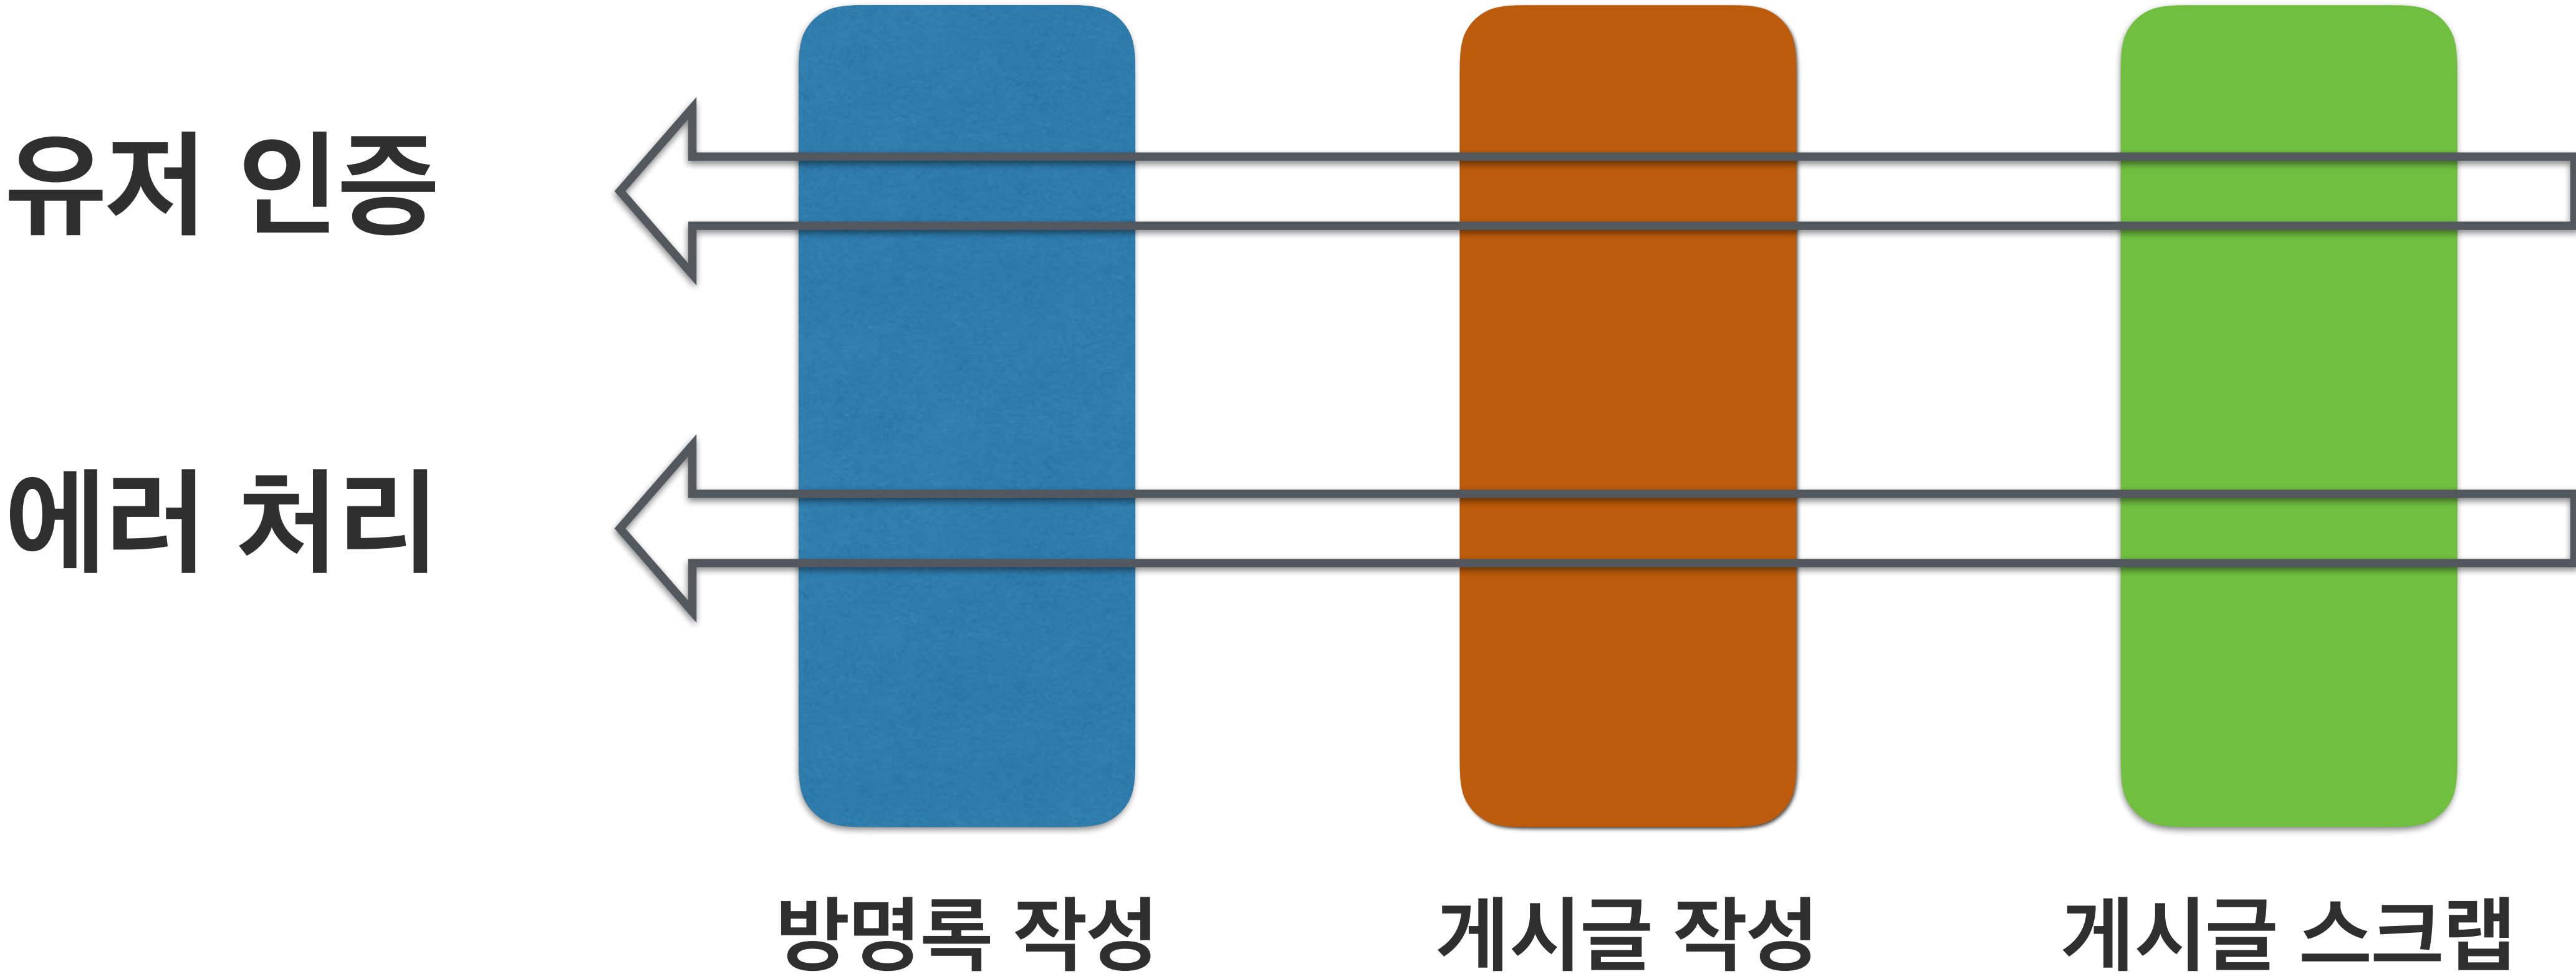 유저 인증
에러 처리
방명록 작성
게시글 작성
게시글 스크랩